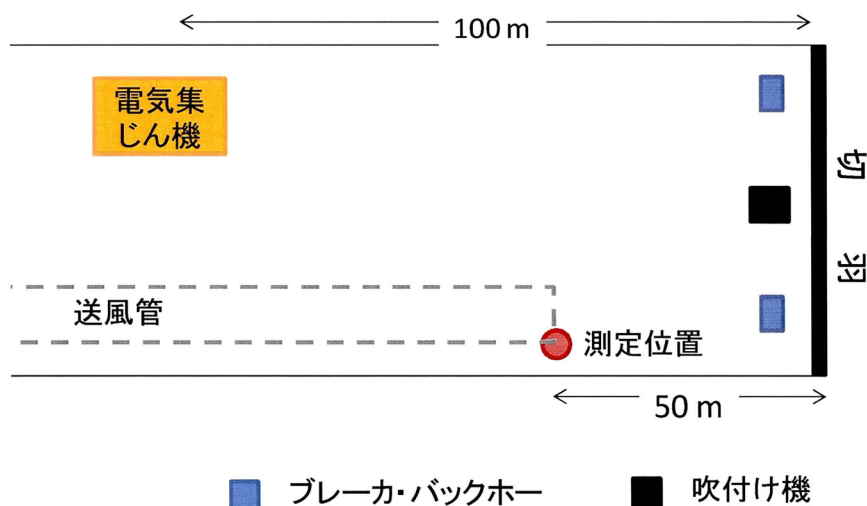 100 m
電気集
じん機
切
羽
送風管
測定位置
50 m
ブレーカ・バックホー
吹付け機